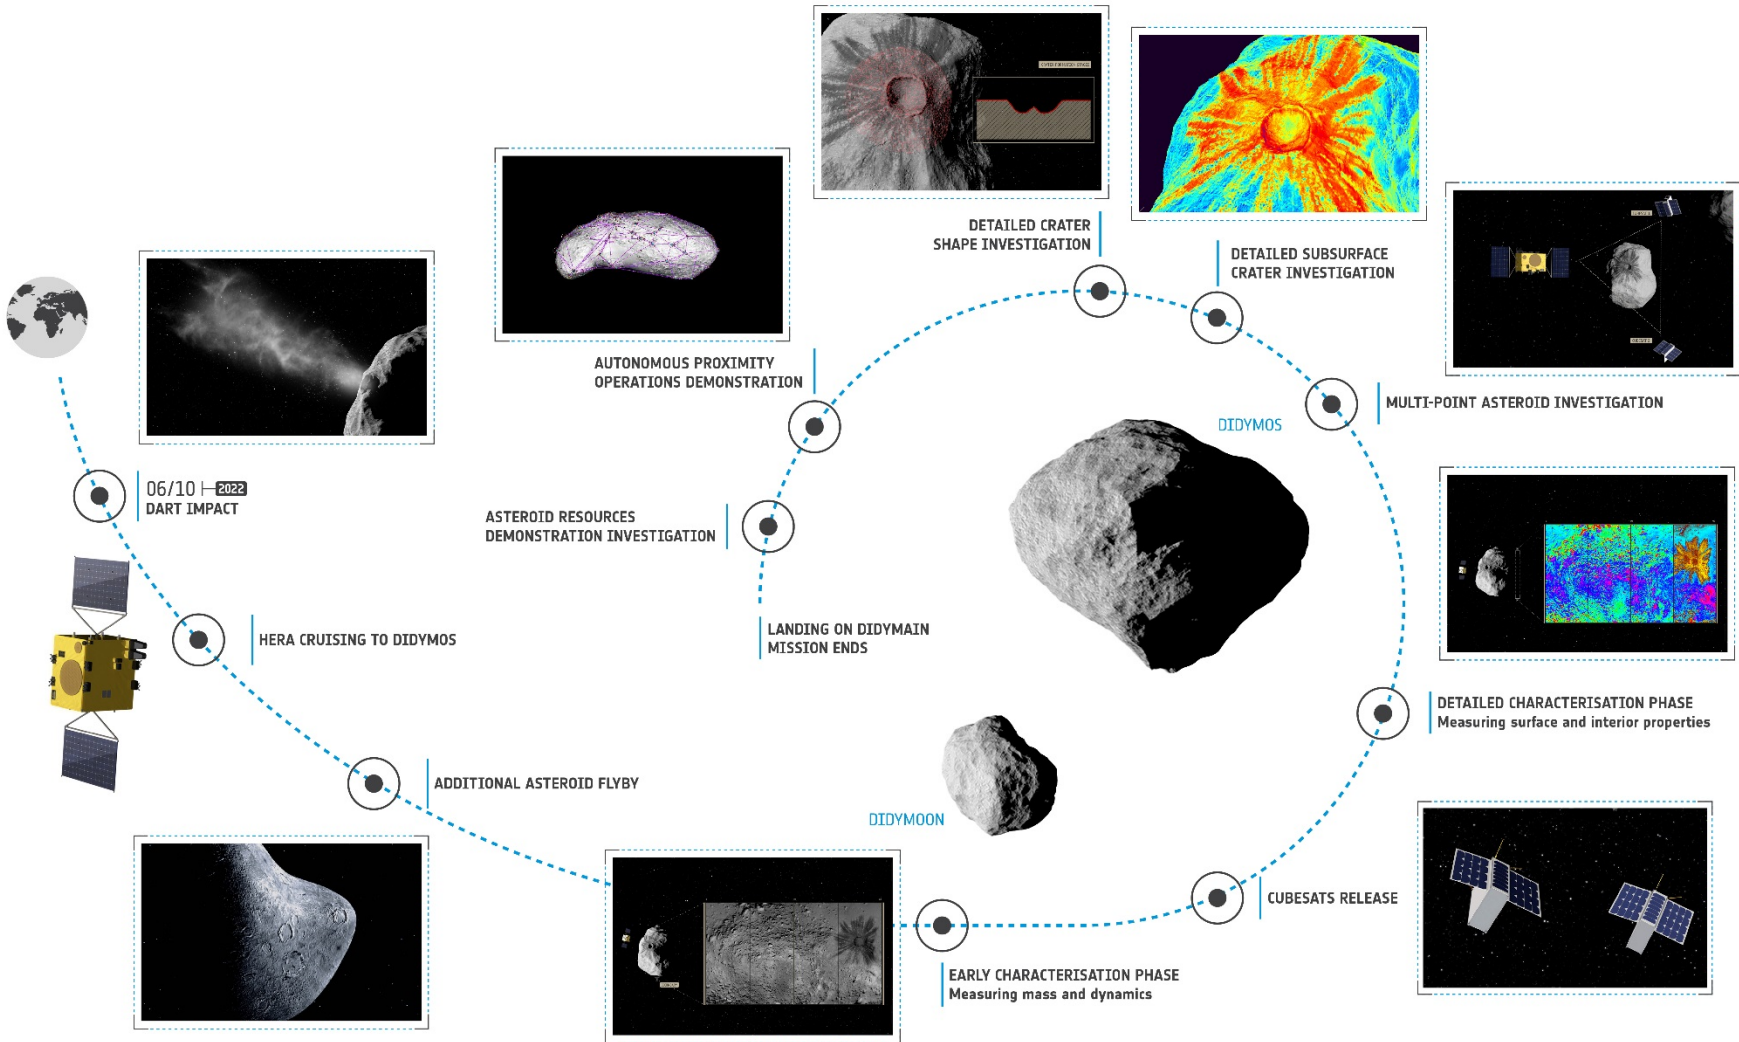 06/10 2022
DART IMPACT
HERA CRUISING TO DIDYMOS
ADDITIONAL ASTEROID FLYBY
EARLY CHARACTERISATION PHASE
Measuring mass and dynamics
CUBESATS RELEASE
DETAILED CHARACTERISATION PHASE
Measuring surface and interior properties
MULTI-POINT ASTEROID INVESTIGATION
DETAILED SUBSURFACE
CRATER INVESTIGATION
DETAILED CRATER
SHAPE INVESTIGATION
AUTONOMOUS PROXIMITY
OPERATIONS DEMONSTRATION
ASTEROID RESOURCES
DEMONSTRATION INVESTIGATION
LANDING ON DIDYMAIN
MISSION ENDS
DIDYMOS
DIDYMOON